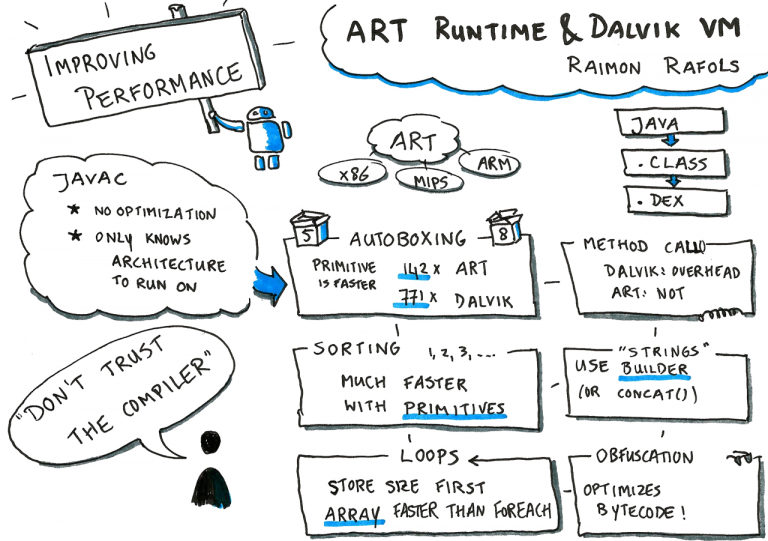 IMPROVING
PERFORMANCE
ART RUNTIME & DALVIK VM
RAIMON RAFOLS
JAVA
.CLASS
.DEX
ART
X86
MIPS
ARM
JAVAC
* NO OPTIMIZATION
* ONLY KNOWS
ARCHITECTURE
TO RUN ON
5
8
AUTOBOXING
PRIMITIVE
IS FASTER
142x ART
771x DALVIK
METHOD CALL
DALVIK: OVERHEAD
ART: NOT
SORTING 1, 2, 3, ...
MUCH FASTER
WITH PRIMITIVES
"STRINGS"
USE BUILDER
(OR CONCAT())
"DON'T TRUST
THE COMPILER"
LOOPS
STORE SIZE FIRST
ARRAY FASTER THAN FOREACH
OBFUSCATION
OPTIMIZES
BYTECODE!